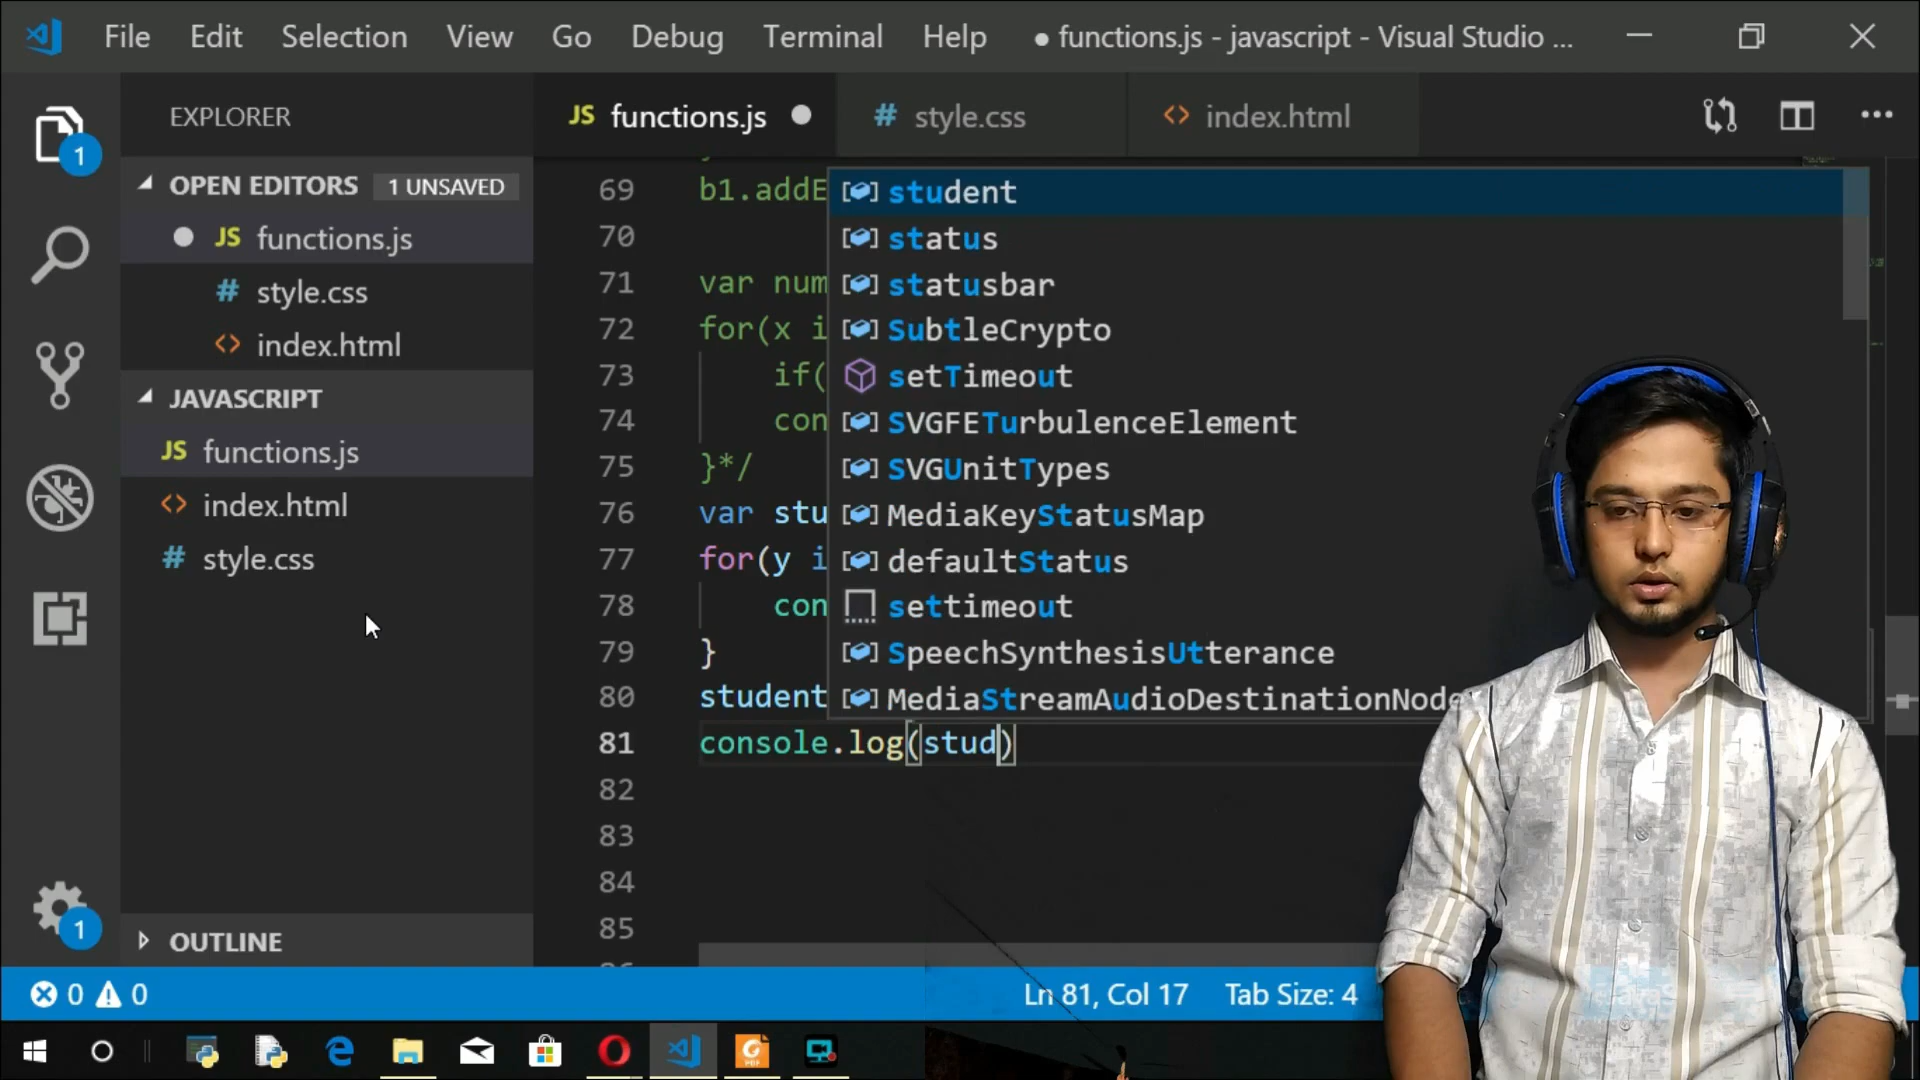 File Edit Selection View Go Debug Terminal Help ● functions.js - javascript - Visual Studio ...
EXPLORER
JS functions.js ●
# style.css
<> index.html
1
OPEN EDITORS 1 UNSAVED
● JS functions.js
# style.css
<> index.html
JAVASCRIPT
JS functions.js
<> index.html
# style.css
OUTLINE
1
69 b1.addE
70
71 var num
72 for(x i
73 if(
74 con
75 }*/
76 var stu
77 for(y i
78 con
79 }
80 student
81 console.log(stud)
82
83
84
85
student
status
statusbar
SubtleCrypto
setTimeout
SVGFETurbulenceElement
SVGUnitTypes
MediaKeyStatusMap
defaultStatus
settimeout
SpeechSynthesisUtterance
MediaStreamAudioDestinationNode
0 0
Ln 81, Col 17 Tab Size: 4